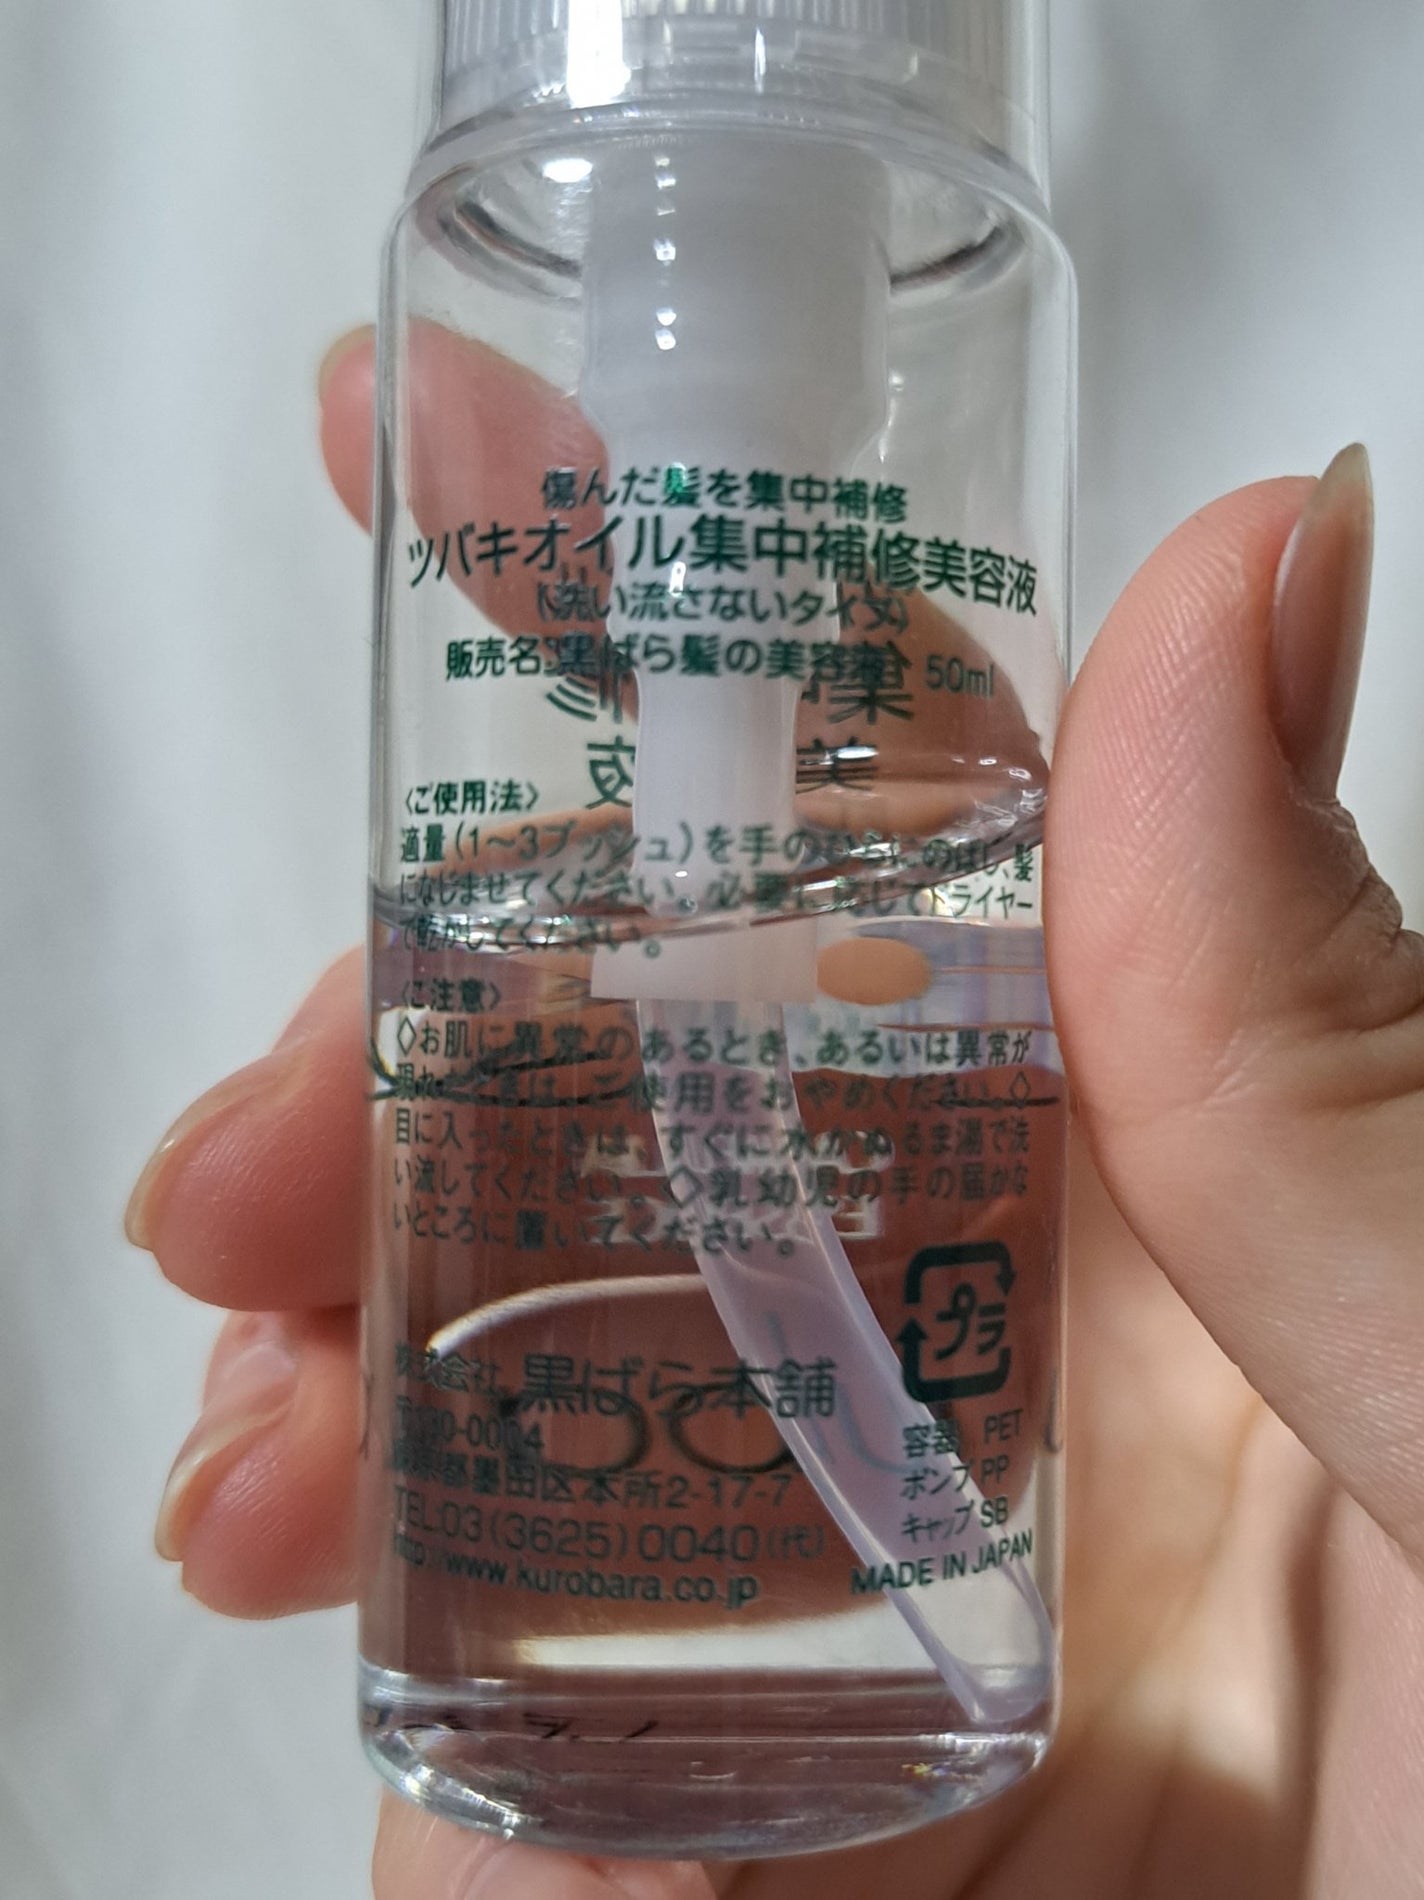 傷んだ髪を集中補修
ツバキオイル集中補修美容液
(洗い流さないタイプ)
販売名:黒ばら髪の美容液 50ml
〈ご使用法〉
適量(1〜3プッシュ)を手のひらにのばし、髪
になじませてください。必要に応じてドライヤー
で乾かしてください。
〈ご注意〉
◇お肌に異常のあるとき、あるいは異常が
現れたときは、ご使用をおやめください。◇
目に入ったときは、すぐに水かぬるま湯で洗
い流してください。◇乳幼児の手の届かな
いところに置いてください。
プラ
株式会社 黒ばら本舗
〒130-0004
東京都墨田区本所2-17-7
TEL:03(3625)0040(代)
http://www.kurobara.co.jp
容器 PET
ポンプ PP
キャップ SB
MADE IN JAPAN